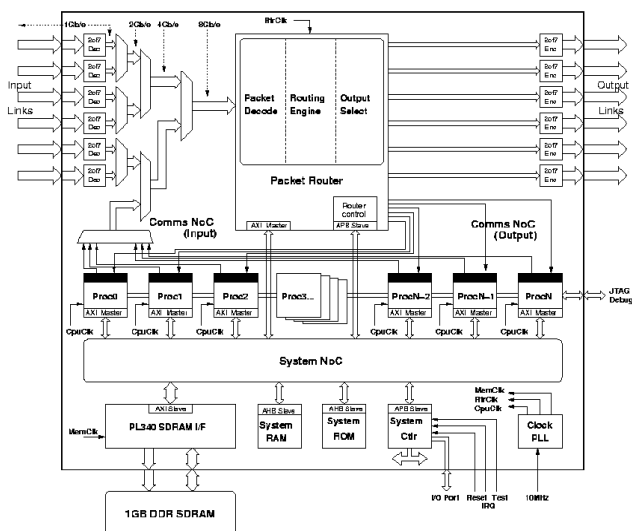 1Gb/s
2Gb/s
4Gb/s
8Gb/s
RtrClk
2of7
Dec
2of7
Dec
2of7
Dec
2of7
Dec
2of7
Dec
2of7
Dec
Input
Links
Packet
Decode
Routing
Engine
Output
Select
Packet Router
2of7
Enc
2of7
Enc
2of7
Enc
2of7
Enc
2of7
Enc
2of7
Enc
Output
Links
Comms NoC
(Input)
Router
control
AXI Master
APB Slave
Comms NoC
(Output)
Proc0
AXI Master
Proc1
AXI Master
Proc2
AXI Master
Proc3...
ProcN-2
AXI Master
ProcN-1
AXI Master
ProcN
AXI Master
JTAG
Debug
CpuClk
CpuClk
CpuClk
CpuClk
CpuClk
CpuClk
System NoC
AXI Slave
PL340 SDRAM I/F
MemClk
AHB Slave
System
RAM
AHB Slave
System
ROM
APB Slave
System
Ctlr
MemClk
RtrClk
CpuClk
Clock
PLL
1GB DDR SDRAM
I/O Port
Reset
IRQ
Test
10MHz